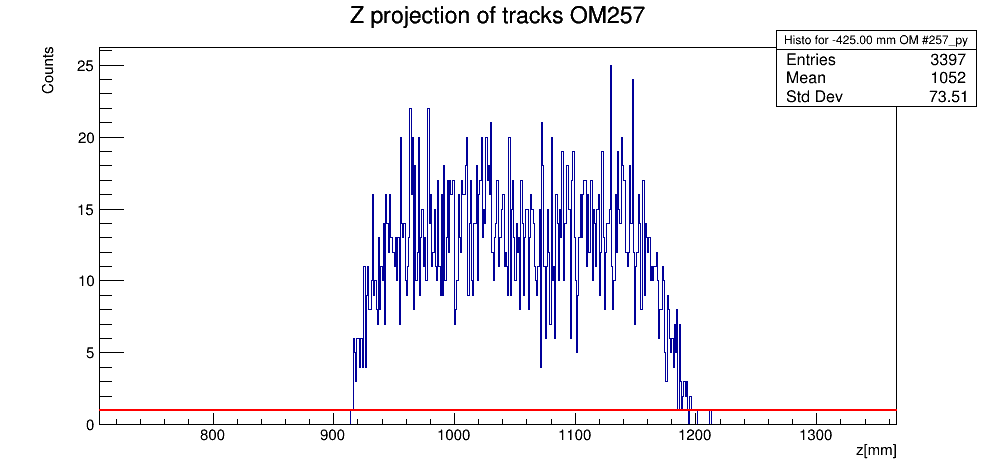 Z projection of tracks OM257
Histo for -425.00 mm OM #257_py
Entries 3397
Mean 1052
Std Dev 73.51
Counts
25
20
15
10
5
0
800 900 1000 1100 1200 1300
z[mm]